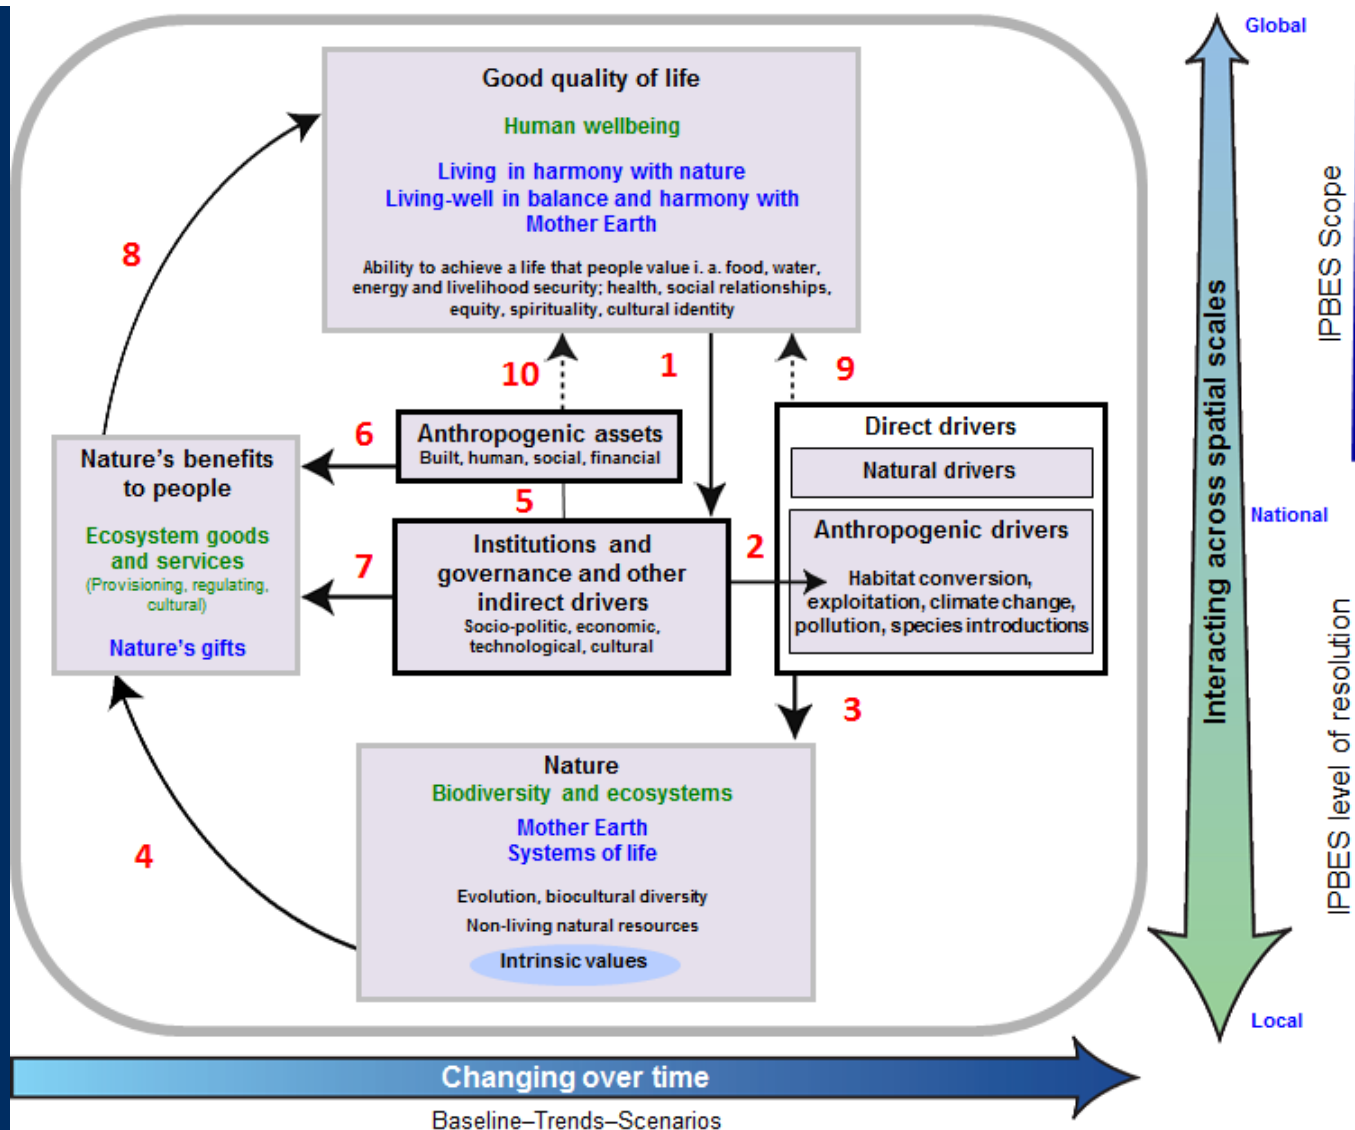 Global
Good quality of life
Human wellbeing
Living in harmony with nature
Living-well in balance and harmony with
Mother Earth
Ability to achieve a life that people value i. a. food, water,
energy and livelihood security; health, social relationships,
equity, spirituality, cultural identity
8
10
1
9
6
Anthropogenic assets
Built, human, social, financial
Direct drivers
Natural drivers
Nature's benefits
to people
Ecosystem goods
and services
(Provisioning, regulating,
cultural)
Nature's gifts
5
7
Institutions and
governance and other
indirect drivers
Socio-politic, economic,
technological, cultural
2
Anthropogenic drivers
Habitat conversion,
exploitation, climate change,
pollution, species introductions
3
4
Nature
Biodiversity and ecosystems
Mother Earth
Systems of life
Evolution, biocultural diversity
Non-living natural resources
Intrinsic values
Interacting across spatial scales
National
Local
IPBES Scope
IPBES level of resolution
Changing over time
Baseline–Trends–Scenarios